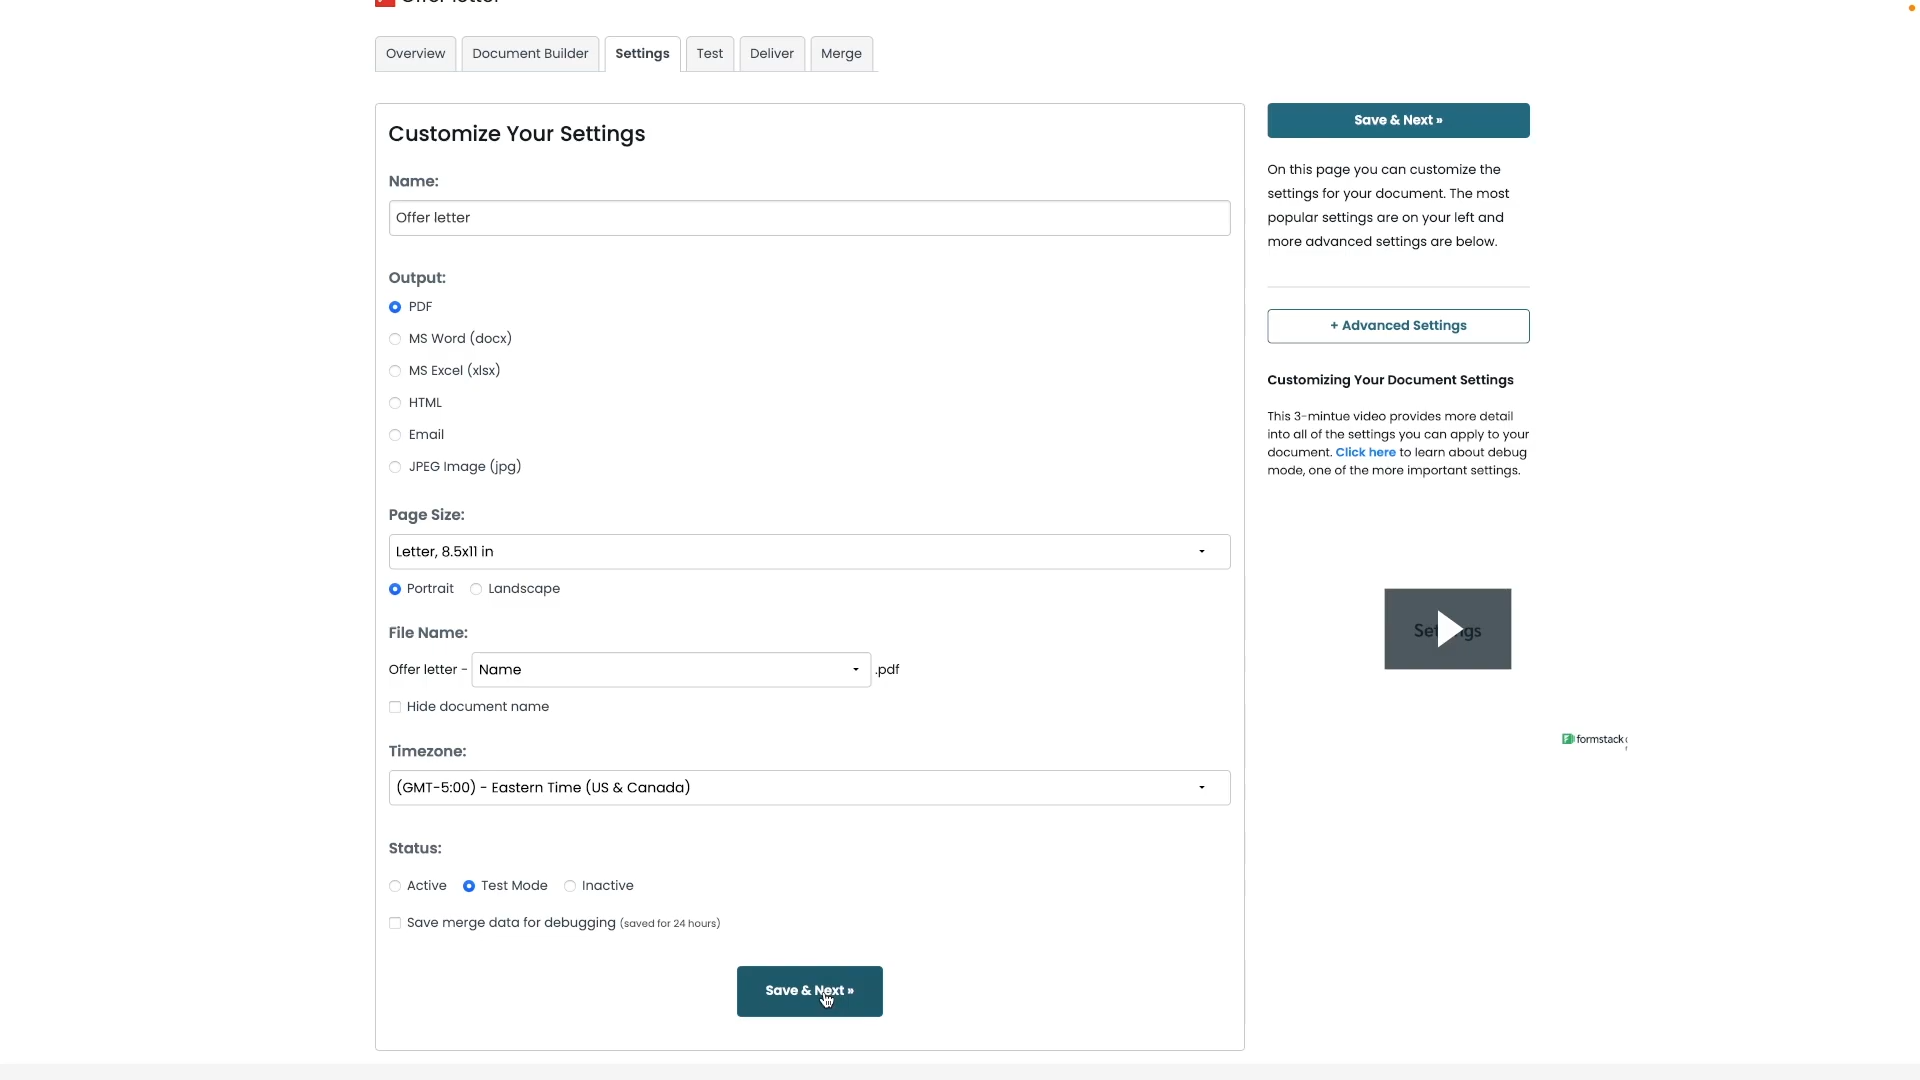 Overview
Document Builder
Settings
Test
Deliver
Merge
Customize Your Settings
Name:
Offer letter
Output:
PDF
MS Word (docx)
MS Excel (xlsx)
HTML
Email
JPEG Image (jpg)
Page Size:
Letter, 8.5x11 in
Portrait
Landscape
File Name:
Offer letter - Name .pdf
Hide document name
Timezone:
(GMT-5:00) - Eastern Time (US & Canada)
Status:
Active
Test Mode
Inactive
Save merge data for debugging (saved for 24 hours)
Save & Next »
Save & Next »
On this page you can customize the
settings for your document. The most
popular settings are on your left and
more advanced settings are below.
+ Advanced Settings
Customizing Your Document Settings
This 3-mintue video provides more detail
into all of the settings you can apply to your
document. Click here to learn about debug
mode, one of the more important settings.
formstack